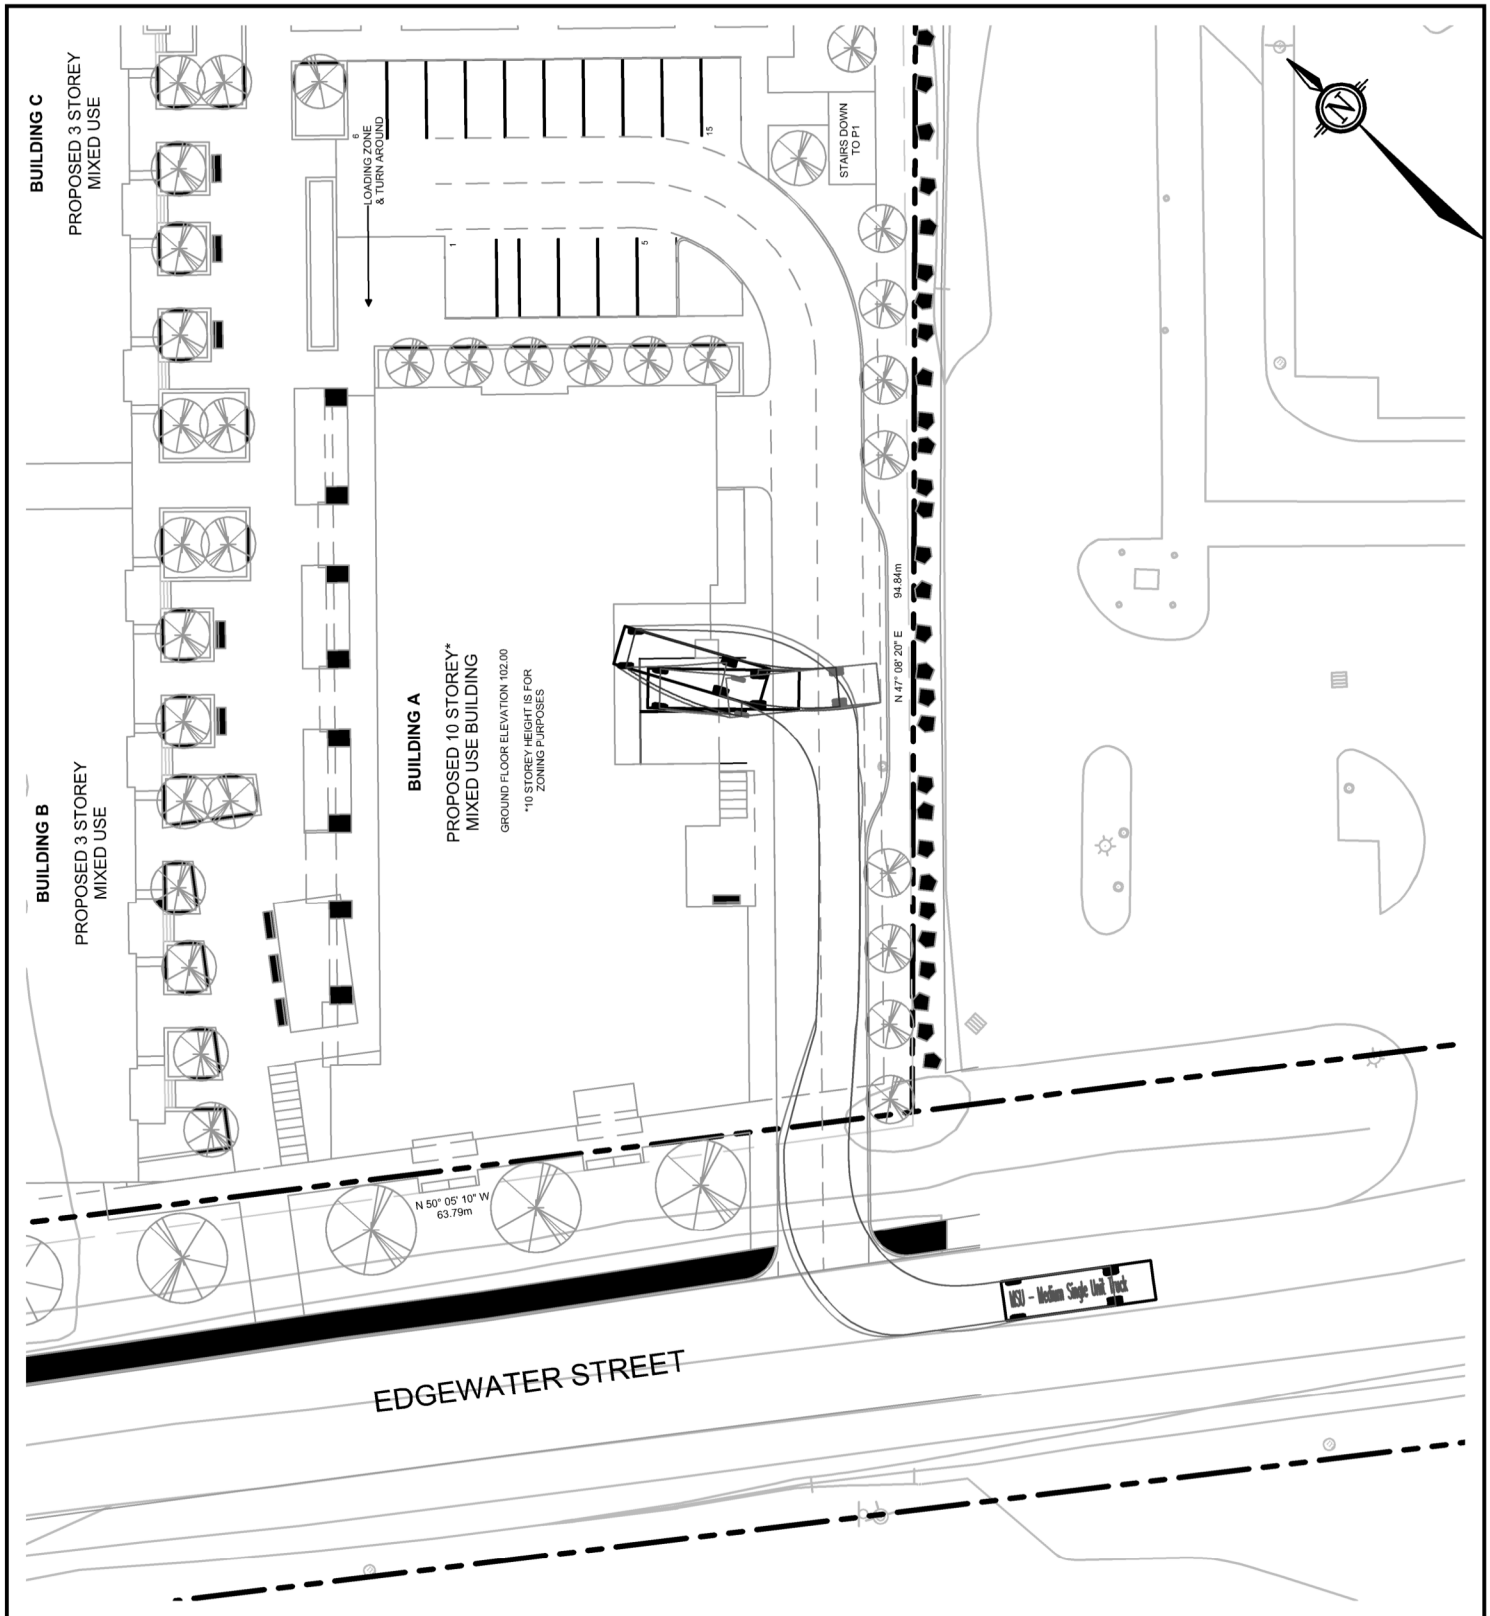 BUILDING C
PROPOSED 3 STOREY
MIXED USE
6
LOADING ZONE
& TURN AROUND
15
STAIRS DOWN
TO P1
N
1
5
BUILDING A
PROPOSED 10 STOREY*
MIXED USE BUILDING
GROUND FLOOR ELEVATION 102.00
*10 STOREY HEIGHT IS FOR
ZONING PURPOSES
N 47° 08' 20" E 94.84m
BUILDING B
PROPOSED 3 STOREY
MIXED USE
N 50° 05' 10" W
63.79m
MSU - Medium Single Unit Truck
EDGEWATER STREET